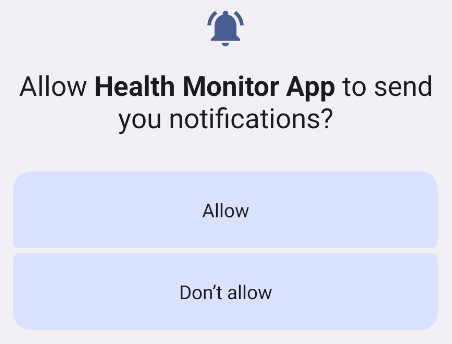 Allow Health Monitor App to send
you notifications?
Allow
Don’t allow